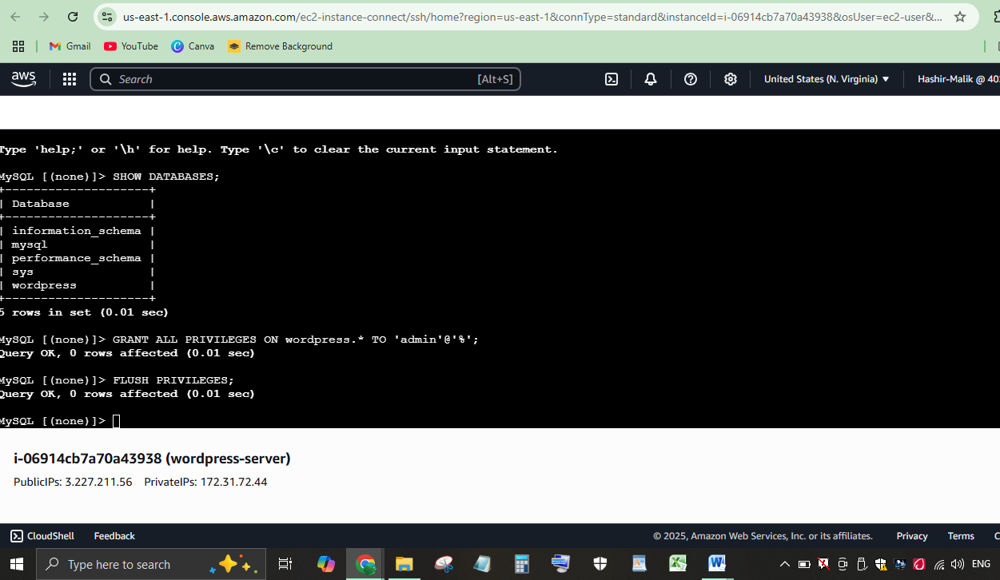 us-east-1.console.aws.amazon.com/ec2-instance-connect/ssh/home?region=us-east-1&connType=standard&instanceId=i-06914cb7a70a43938&osUser=ec2-user&...
Gmail YouTube Canva Remove Background
aws Search [Alt+S] United States (N. Virginia) Hashir-Malik @ 403
Type 'help;' or '\h' for help. Type '\c' to clear the current input statement.
MySQL [(none)]> SHOW DATABASES;
+--------------------+
| Database           |
+--------------------+
| information_schema |
| mysql              |
| performance_schema |
| sys                |
| wordpress          |
+--------------------+
5 rows in set (0.01 sec)
MySQL [(none)]> GRANT ALL PRIVILEGES ON wordpress.* TO 'admin'@'%';
Query OK, 0 rows affected (0.01 sec)
MySQL [(none)]> FLUSH PRIVILEGES;
Query OK, 0 rows affected (0.01 sec)
MySQL [(none)]>
i-06914cb7a70a43938 (wordpress-server)
PublicIPs: 3.227.211.56 PrivateIPs: 172.31.72.44
CloudShell Feedback © 2025, Amazon Web Services, Inc. or its affiliates. Privacy Terms
Type here to search ENG